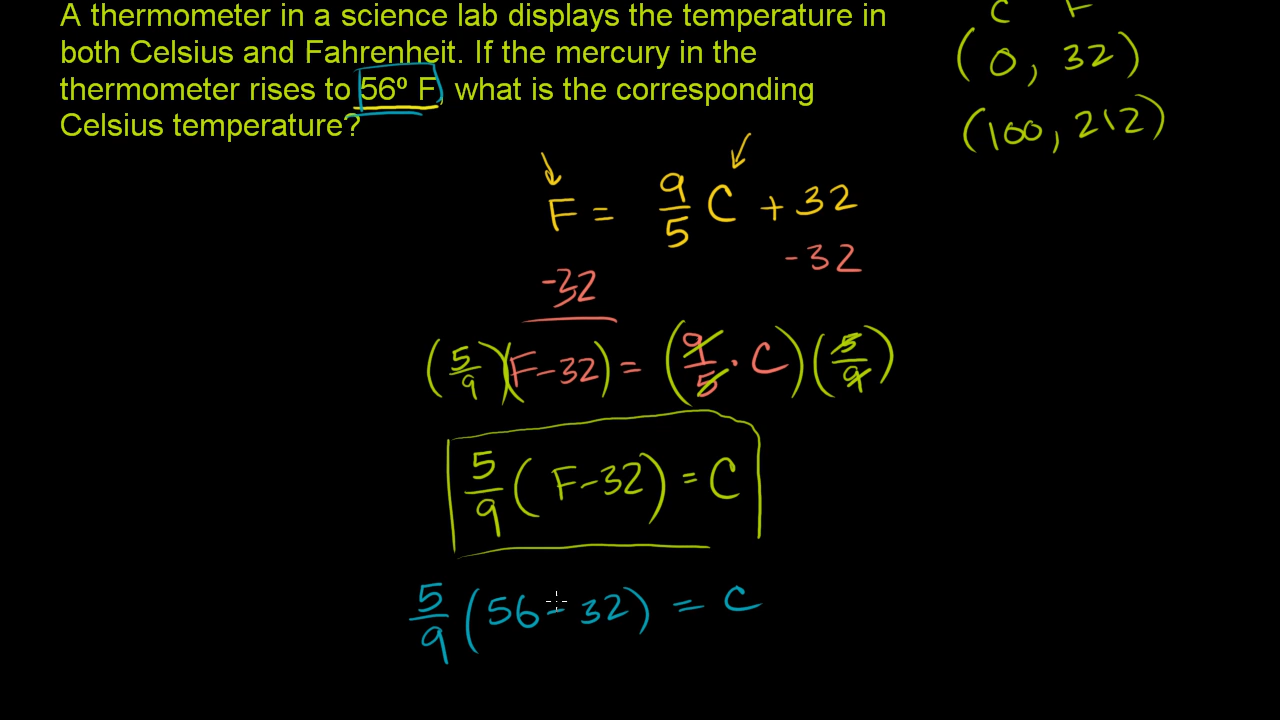 A thermometer in a science lab displays the temperature in
both Celsius and Fahrenheit. If the mercury in the
thermometer rises to 56º F, what is the corresponding
Celsius temperature?
C F
(0, 32)
(100, 212)
F = 9/5 C + 32
-32 -32
(5/9)(F-32) = (9/5 · C)(5/9)
5/9 (F-32) = C
5/9 (56-32) = C